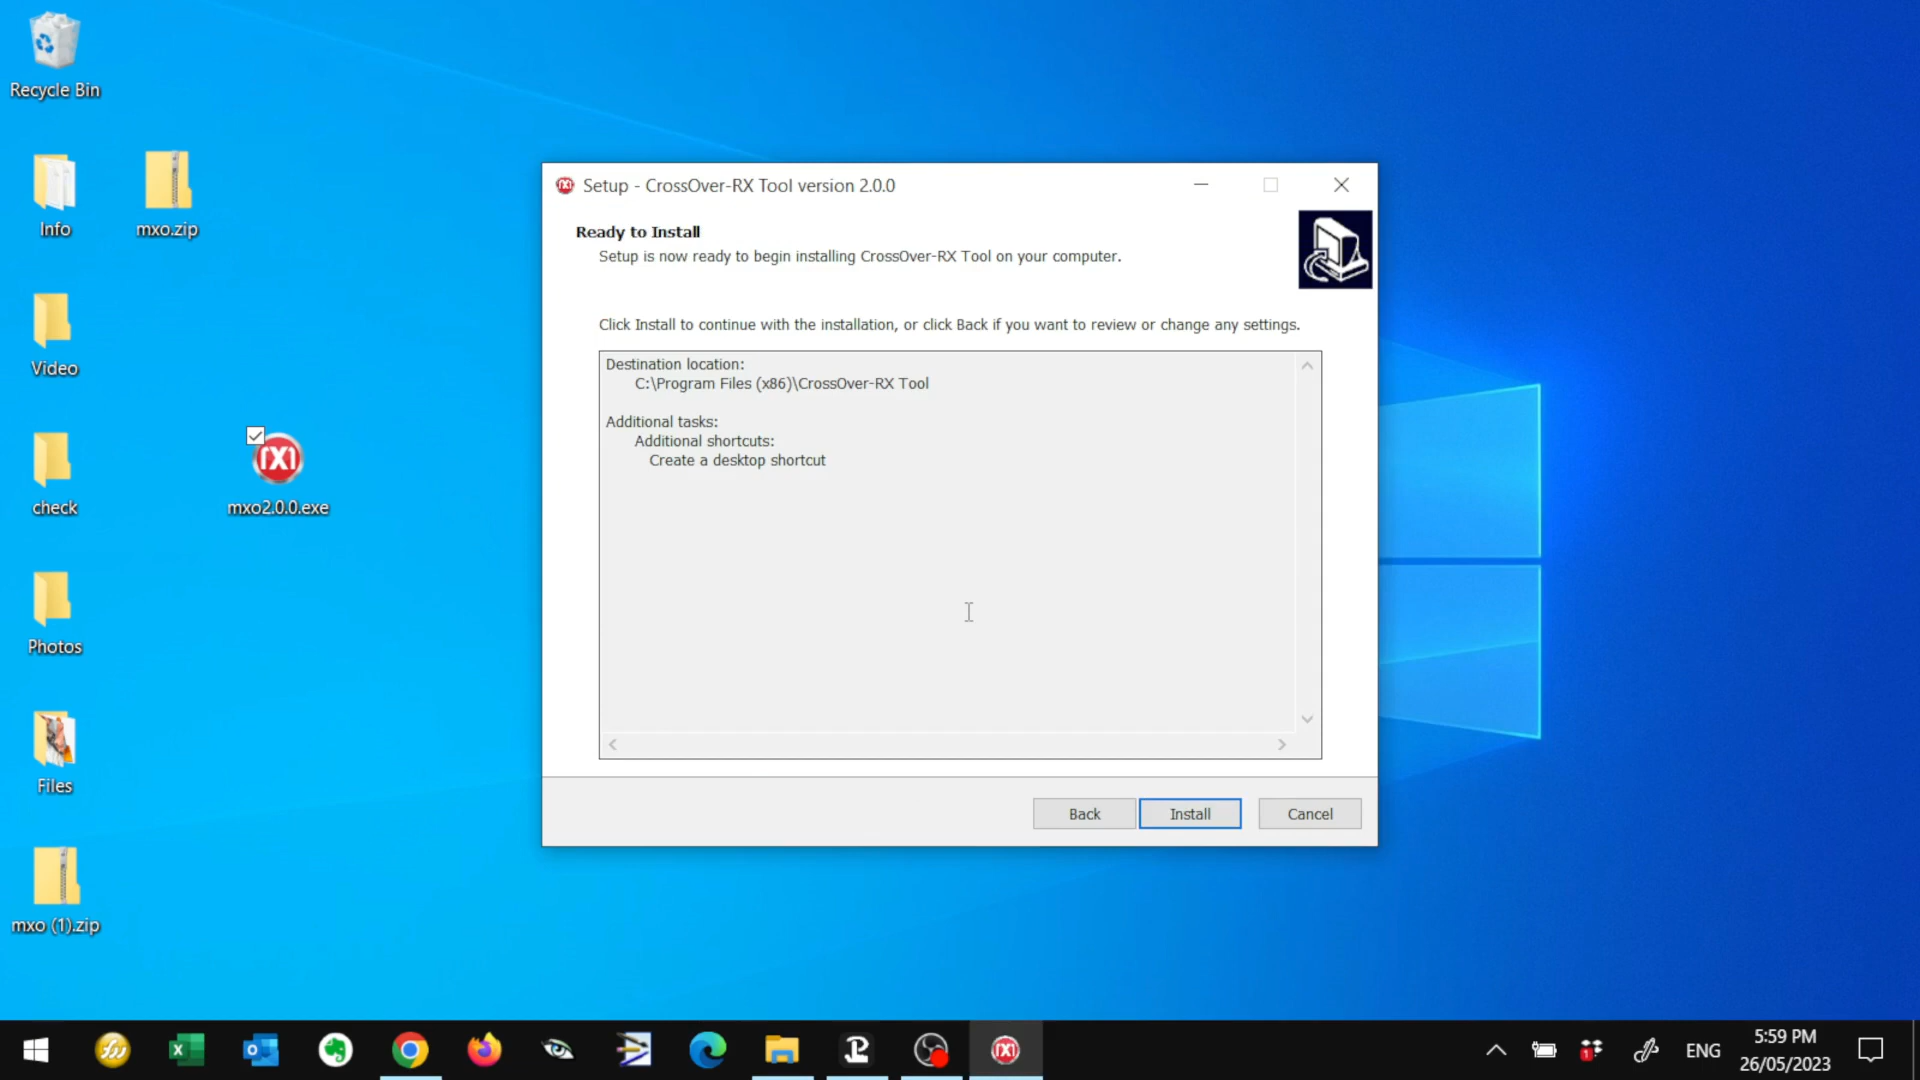 Recycle Bin
Info
mxo.zip
Video
check
mxo2.0.0.exe
Photos
Files
mxo (1).zip
Setup - CrossOver-RX Tool version 2.0.0
Ready to Install
Setup is now ready to begin installing CrossOver-RX Tool on your computer.
Click Install to continue with the installation, or click Back if you want to review or change any settings.
Destination location:
C:\Program Files (x86)\CrossOver-RX Tool
Additional tasks:
Additional shortcuts:
Create a desktop shortcut
Back
Install
Cancel
ENG
5:59 PM
26/05/2023